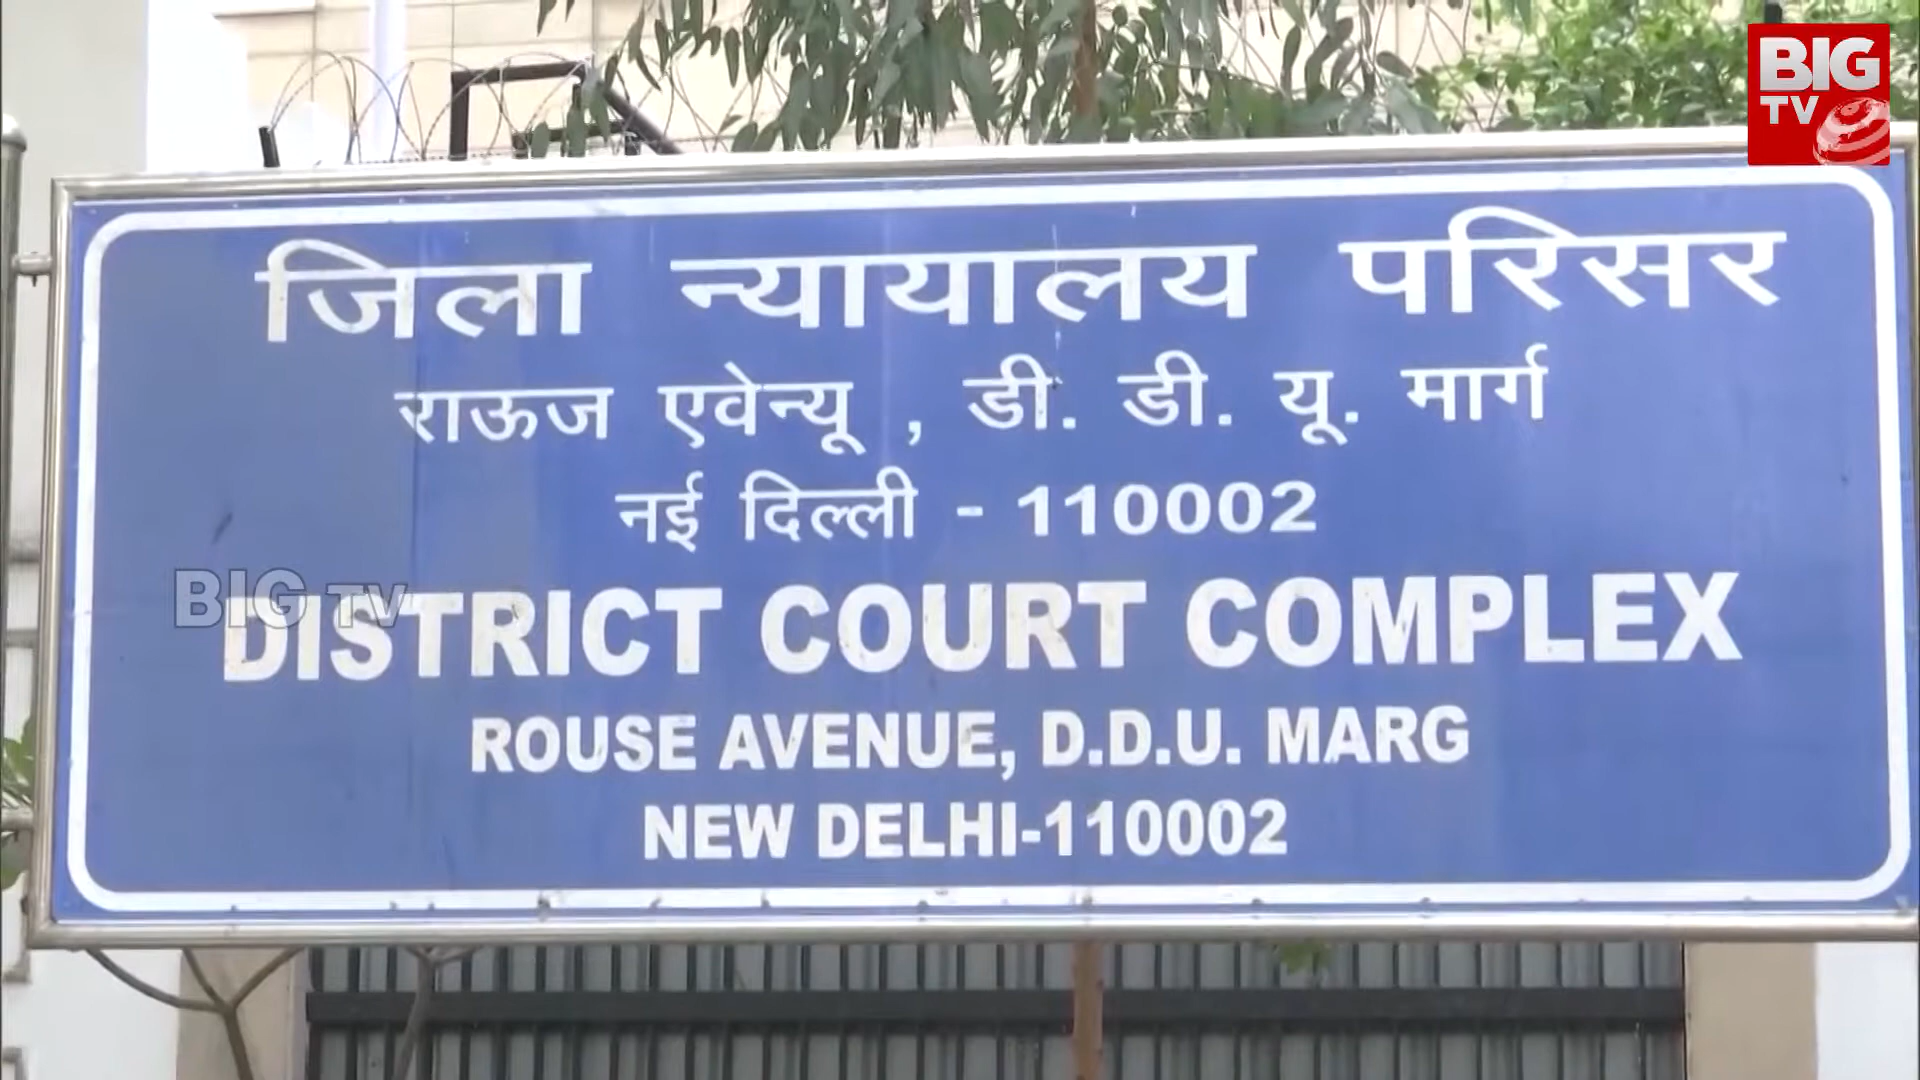 BIG
TV
जिला न्यायालय परिसर
राऊज एवेन्यू , डी. डी. यू. मार्ग
नई दिल्ली - 110002
BIG TV
DISTRICT COURT COMPLEX
ROUSE AVENUE, D.D.U. MARG
NEW DELHI-110002